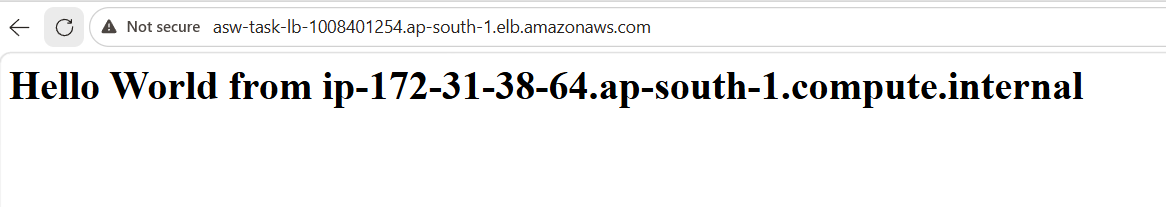 Not secure asw-task-lb-1008401254.ap-south-1.elb.amazonaws.com
Hello World from ip-172-31-38-64.ap-south-1.compute.internal